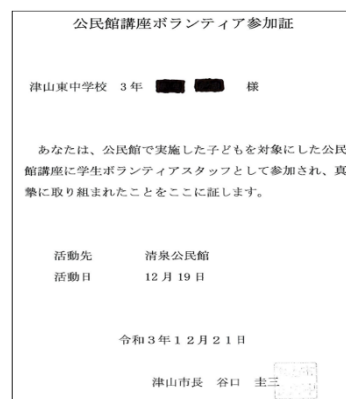 公民館講座ボランティア参加証
津山東中学校 3年 様
あなたは、公民館で実施した子どもを対象にした公民
館講座に学生ボランティアスタッフとして参加され、真
摯に取り組まれたことをここに証します。
活動先 清泉公民館
活動日 12月19日
令和3年12月21日
津山市長 谷口 圭三